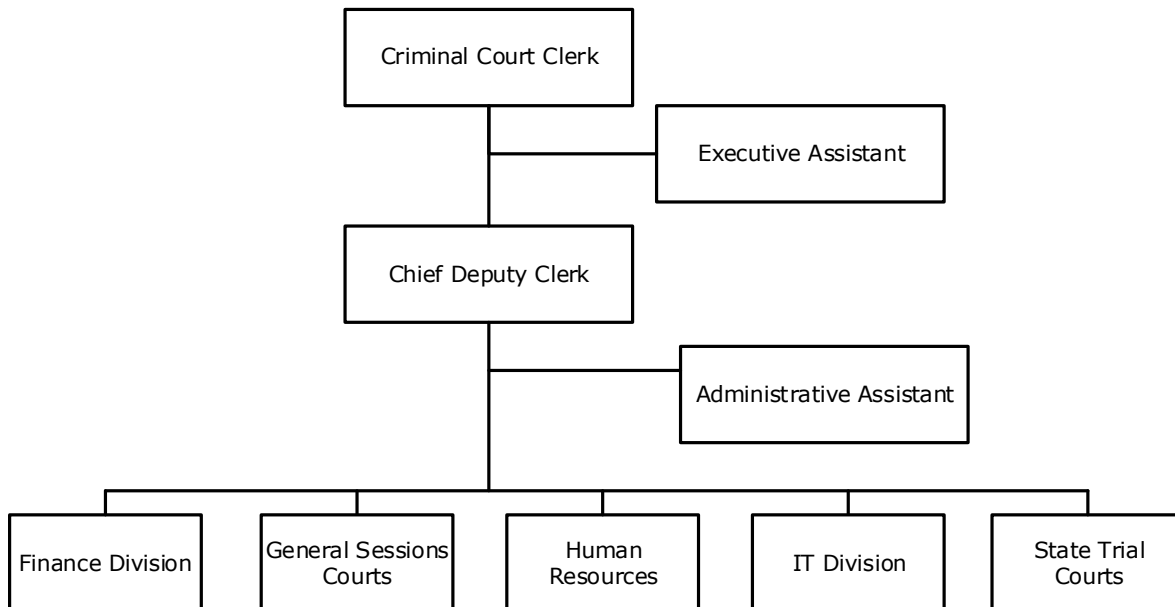 Criminal Court Clerk
Executive Assistant
Chief Deputy Clerk
Administrative Assistant
Finance Division
General Sessions
Courts
Human
Resources
IT Division
State Trial
Courts